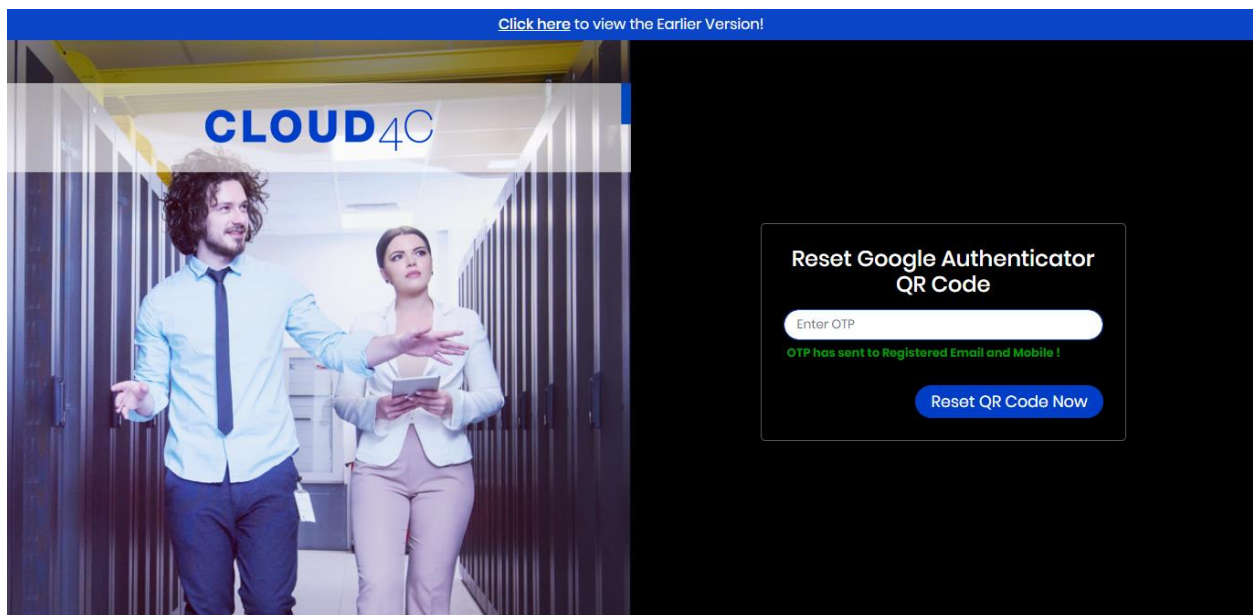 Click here to view the Earlier Version!
CLOUD4C
Reset Google Authenticator
QR Code
Enter OTP
OTP has sent to Registered Email and Mobile !
Reset QR Code Now